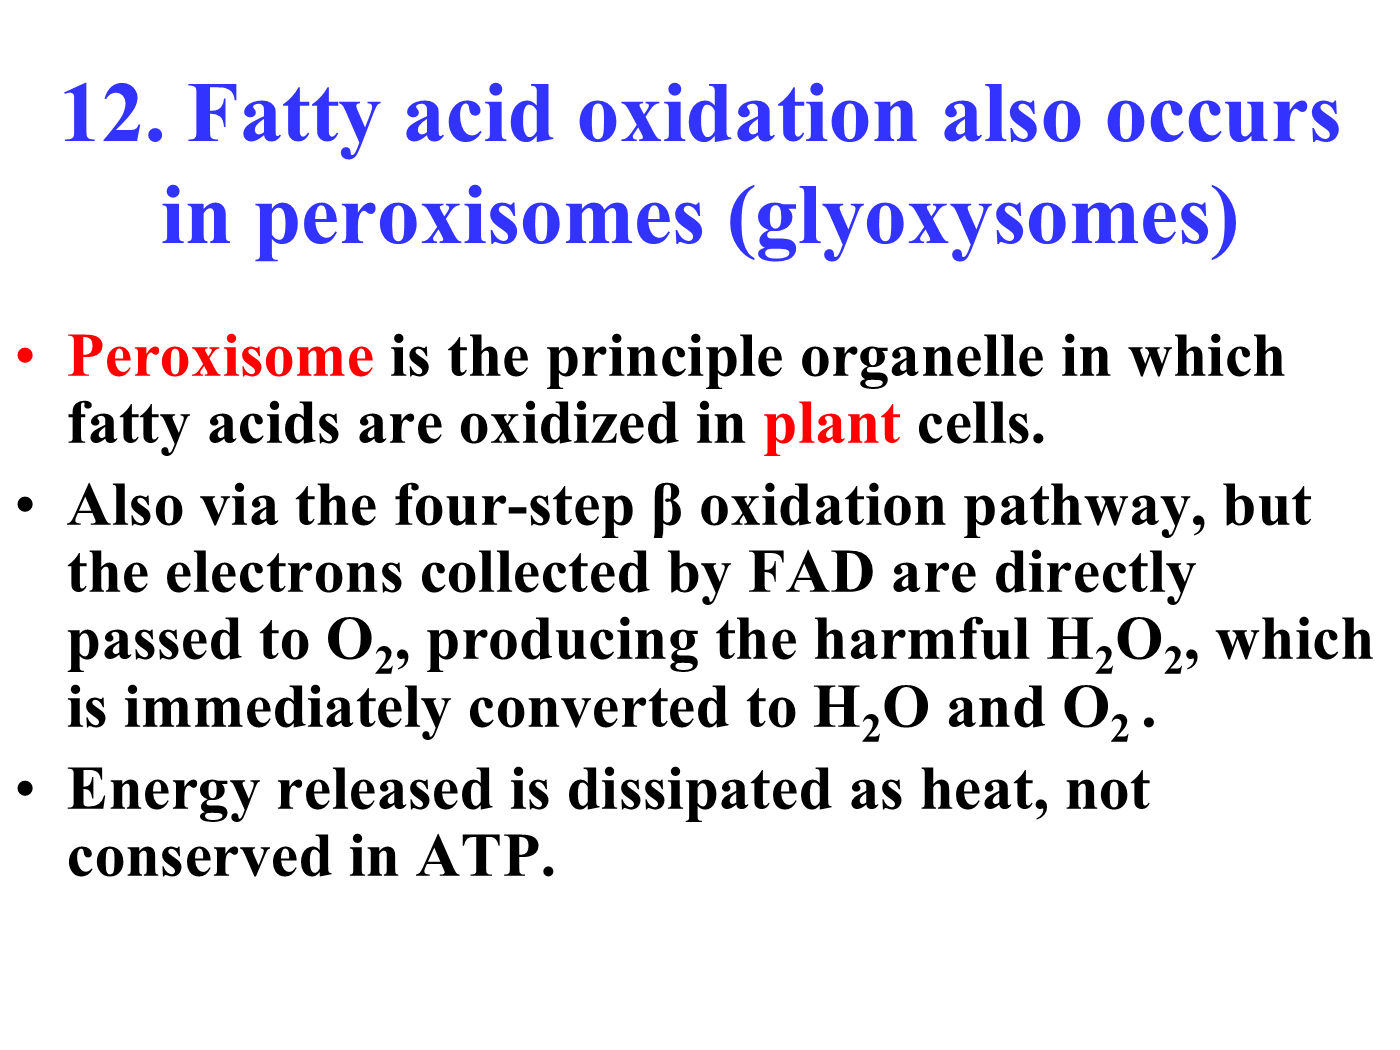 12. Fatty acid oxidation also occurs
in peroxisomes (glyoxysomes)
• Peroxisome is the principle organelle in which
fatty acids are oxidized in plant cells.
• Also via the four-step β oxidation pathway, but
the electrons collected by FAD are directly
passed to O₂, producing the harmful H₂O₂, which
is immediately converted to H₂O and O₂ .
• Energy released is dissipated as heat, not
conserved in ATP.